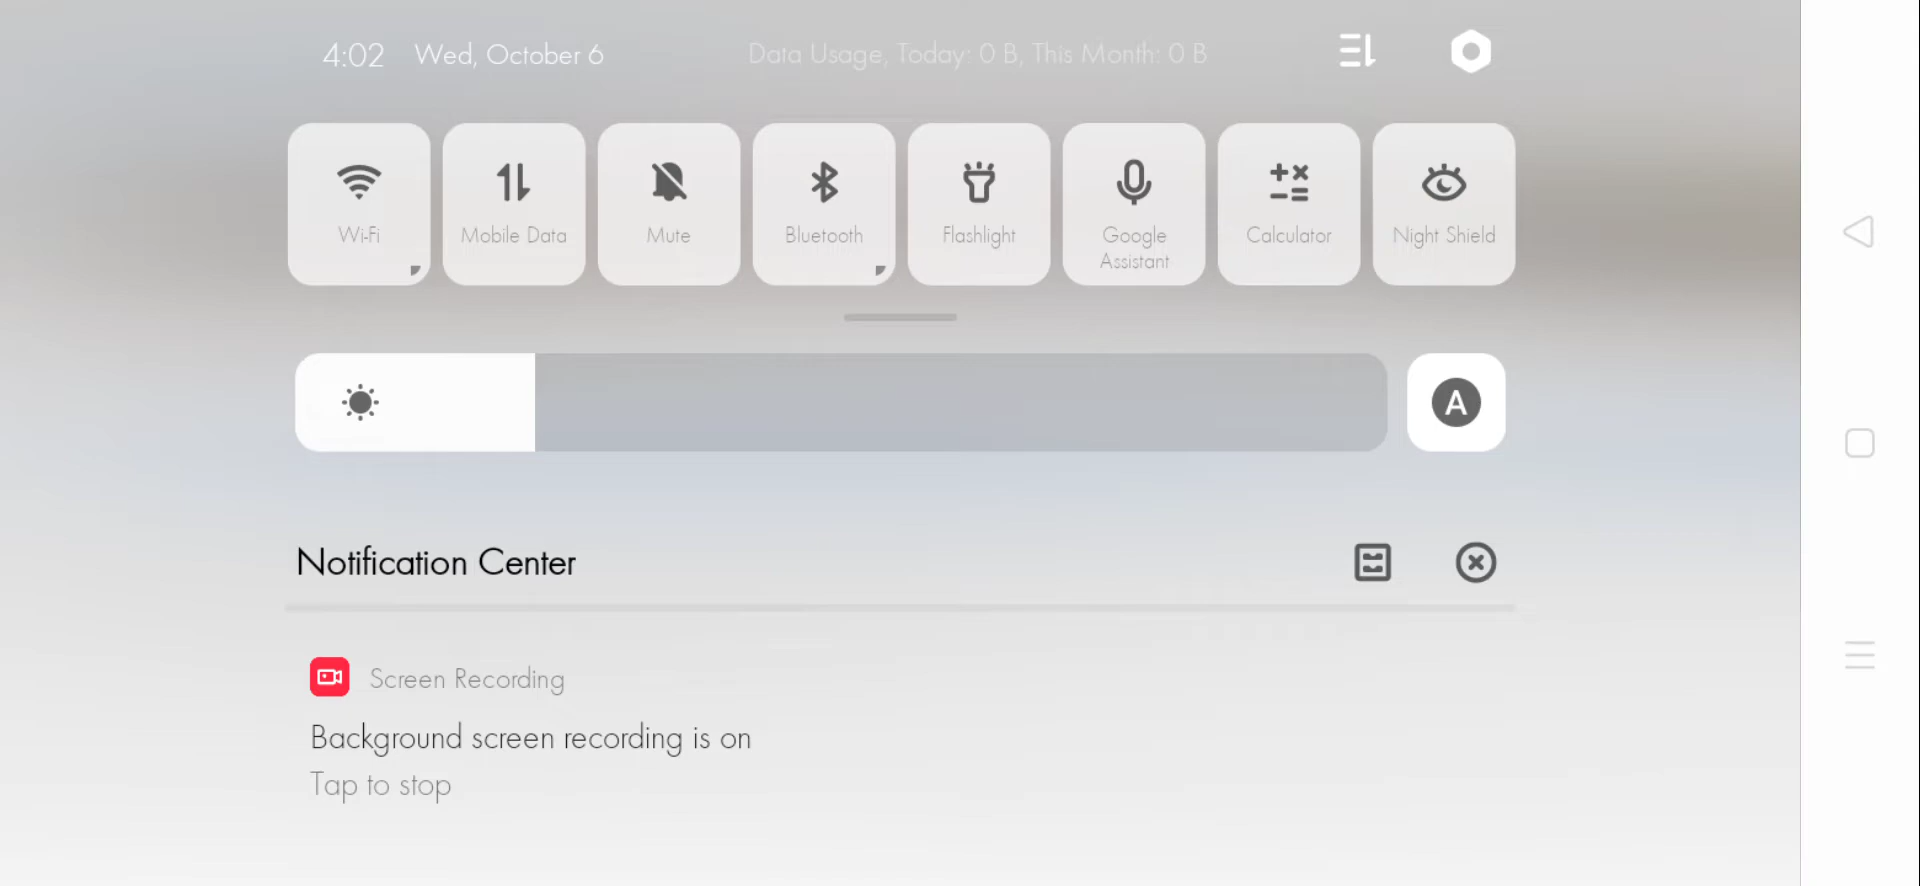 4:02 Wed, October 6 Data Usage, Today: 0 B, This Month: 0 B
Wi-Fi Mobile Data Mute Bluetooth Flashlight Google Assistant Calculator Night Shield
A
Notification Center
Screen Recording
Background screen recording is on
Tap to stop